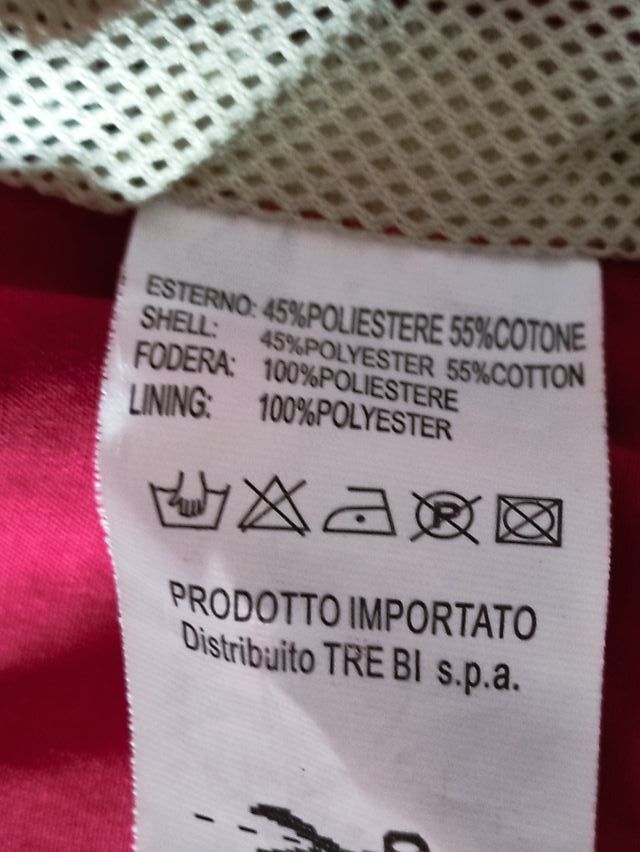 ESTERNO: 45%POLIESTERE 55%COTONE
SHELL: 45%POLYESTER 55%COTTON
FODERA: 100%POLIESTERE
LINING: 100%POLYESTER
P
PRODOTTO IMPORTATO
Distribuito TRE BI s.p.a.